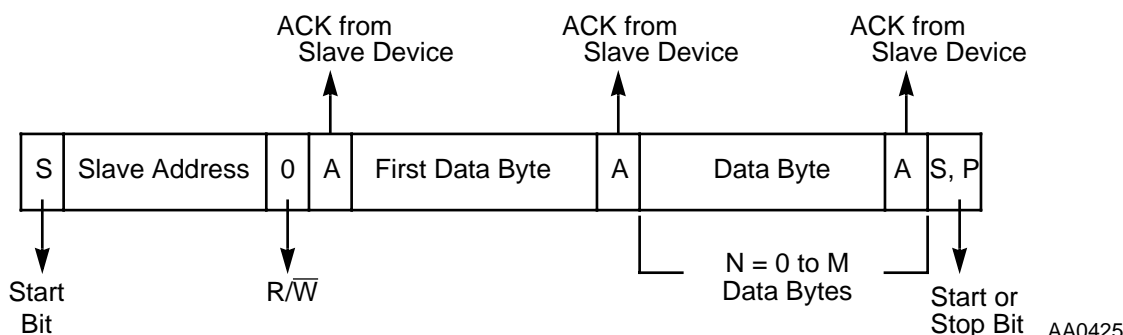 ACK from
Slave Device
ACK from
Slave Device
ACK from
Slave Device
S Slave Address 0 A First Data Byte A Data Byte A S, P
Start
Bit
R/W̅
N = 0 to M
Data Bytes
Start or
Stop Bit
AA0425